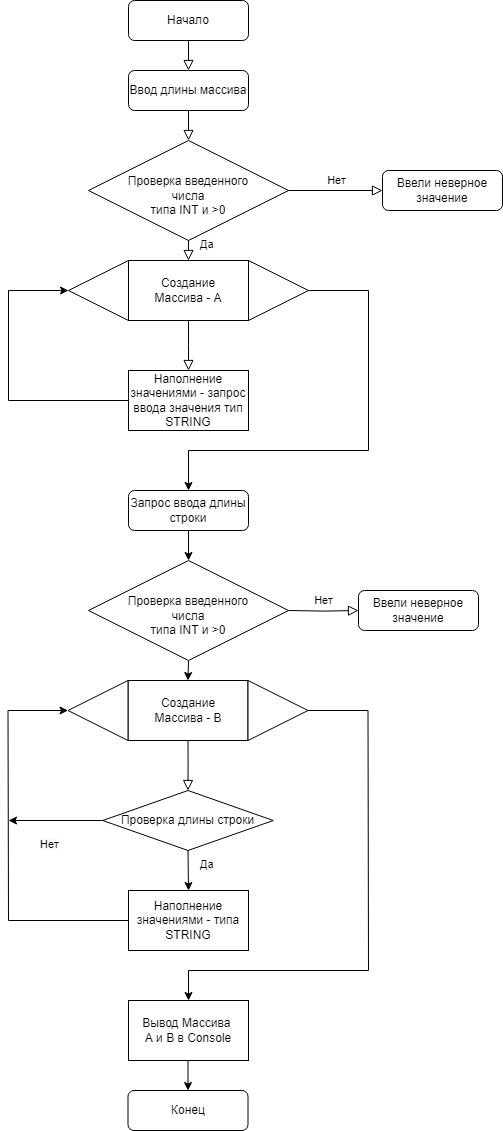 Начало
Ввод длины массива
Проверка введенного
числа
типа INT и >0
Нет
Ввели неверное
значение
Да
Создание
Массива - А
Наполнение
значениями - запрос
ввода значения тип
STRING
Запрос ввода длины
строки
Проверка введенного
числа
типа INT и >0
Нет
Ввели неверное
значение
Создание
Массива - В
Проверка длины строки
Нет
Да
Наполнение
значениями - типа
STRING
Вывод Массива
А и В в Console
Конец